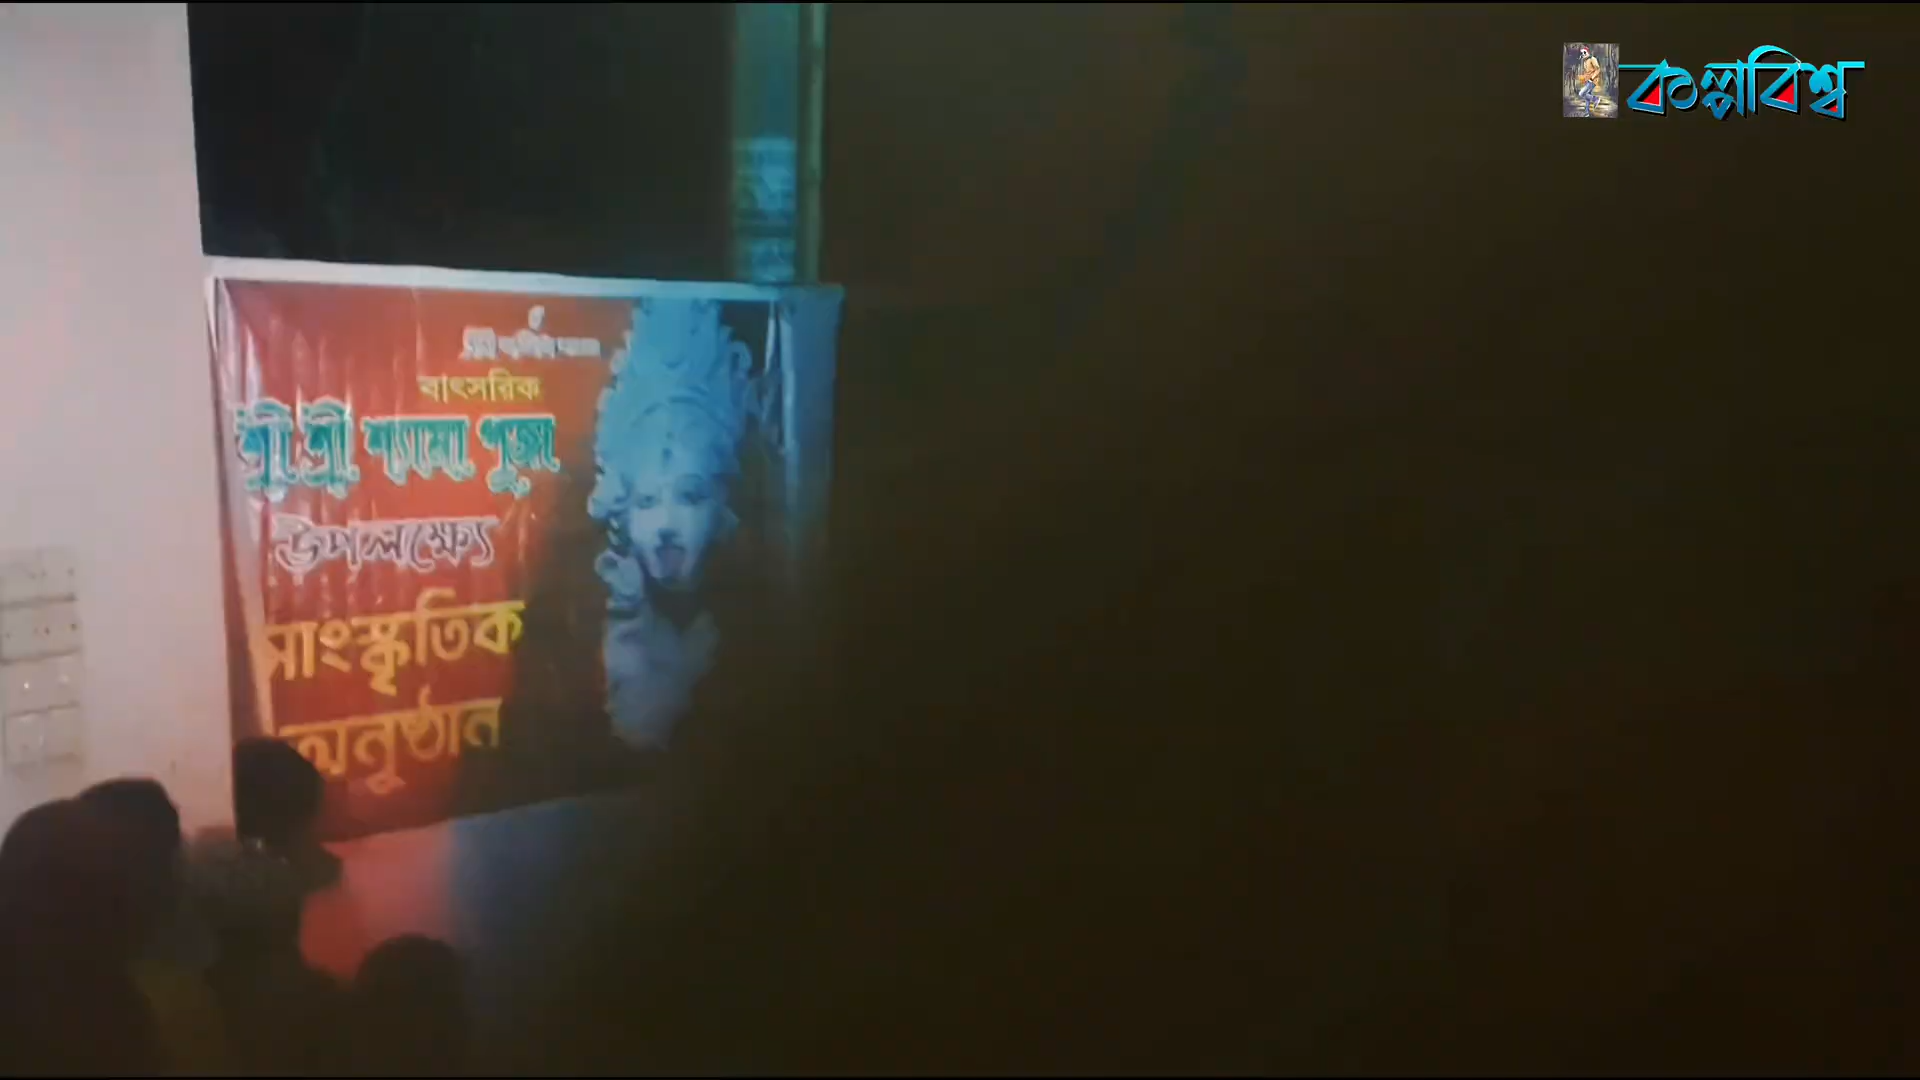 কল্পবিশ্ব
বাৎসরিক
শ্রী শ্রী শ্যামা পূজা
উপলক্ষ্যে
সাংস্কৃতিক
অনুষ্ঠান